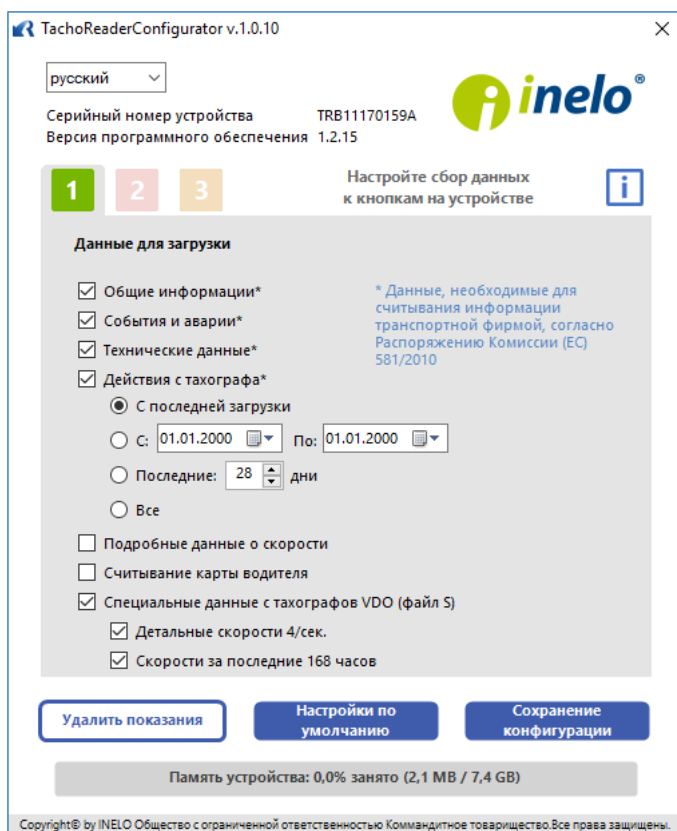 TachoReaderConfigurator v.1.0.10
русский
inelo®
Серийный номер устройства TRB11170159A
Версия программного обеспечения 1.2.15
1 2 3
Настройте сбор данных
к кнопкам на устройстве
i
Данные для загрузки
Общие информации*
События и аварии*
Технические данные*
Действия с тахографа*
* Данные, необходимые для
считывания информации
транспортной фирмой, согласно
Распоряжению Комиссии (ЕС)
581/2010
С последней загрузки
С: 01.01.2000 По: 01.01.2000
Последние: 28 дни
Все
Подробные данные о скорости
Считывание карты водителя
Специальные данные с тахографов VDO (файл S)
Детальные скорости 4/сек.
Скорости за последние 168 часов
Удалить показания
Настройки по
умолчанию
Сохранение
конфигурации
Память устройства: 0,0% занято (2,1 MB / 7,4 GB)
Copyright© by INELO Общество с ограниченной ответственностью Коммандитное товарищество.Все права защищены.